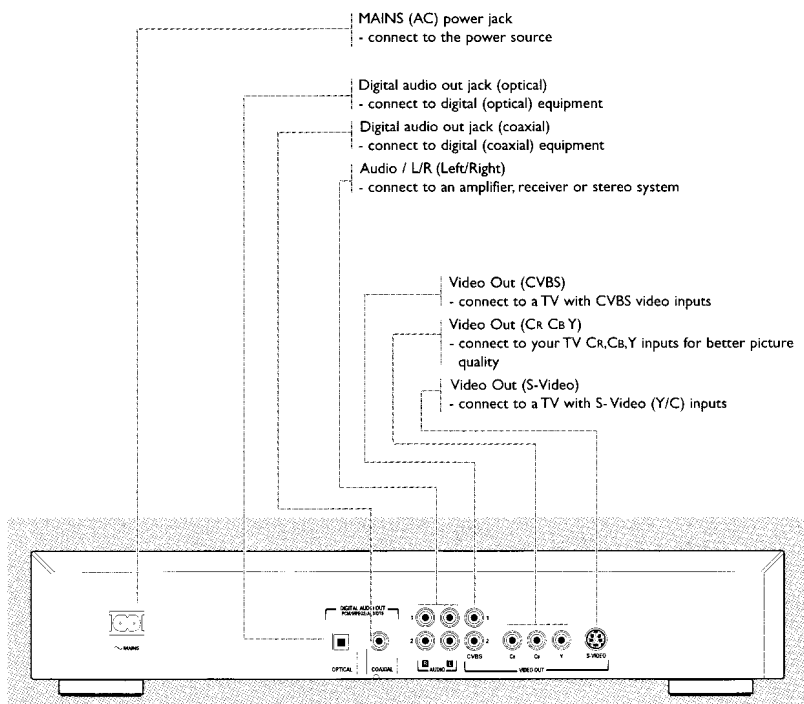 MAINS (AC) power jack
- connect to the power source
Digital audio out jack (optical)
- connect to digital (optical) equipment
Digital audio out jack (coaxial)
- connect to digital (coaxial) equipment
Audio / L/R (Left/Right)
- connect to an amplifier, receiver or stereo system
Video Out (CVBS)
- connect to a TV with CVBS video inputs
Video Out (CR CB Y)
- connect to your TV CR,CB,Y inputs for better picture
quality
Video Out (S-Video)
- connect to a TV with S-Video (Y/C) inputs
MAINS
DIGITAL AUDIO OUT
OPTICAL
COAXIAL
1
2
R AUDIO L
1
2
CVBS
CR
CB
Y
S-VIDEO
VIDEO OUT